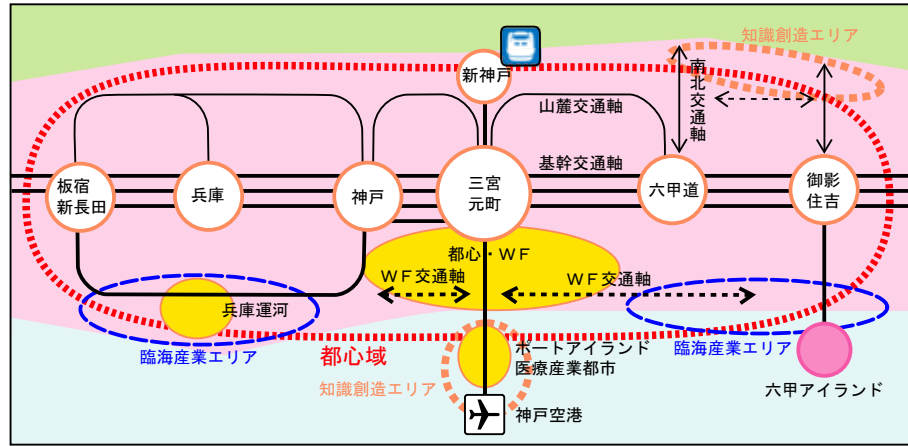 知識創造エリア
新神戸
南北交通軸
山麓交通軸
基幹交通軸
板宿
新長田
兵庫
神戸
三宮
元町
六甲道
御影
住吉
都心・ＷＦ
ＷＦ交通軸
ＷＦ交通軸
兵庫運河
臨海産業エリア
都心域
ポートアイランド
医療産業都市
臨海産業エリア
知識創造エリア
六甲アイランド
神戸空港